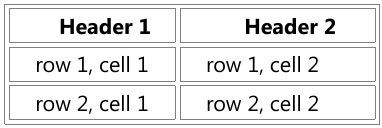 Header 1 Header 2
row 1, cell 1 row 1, cell 2
row 2, cell 1 row 2, cell 2